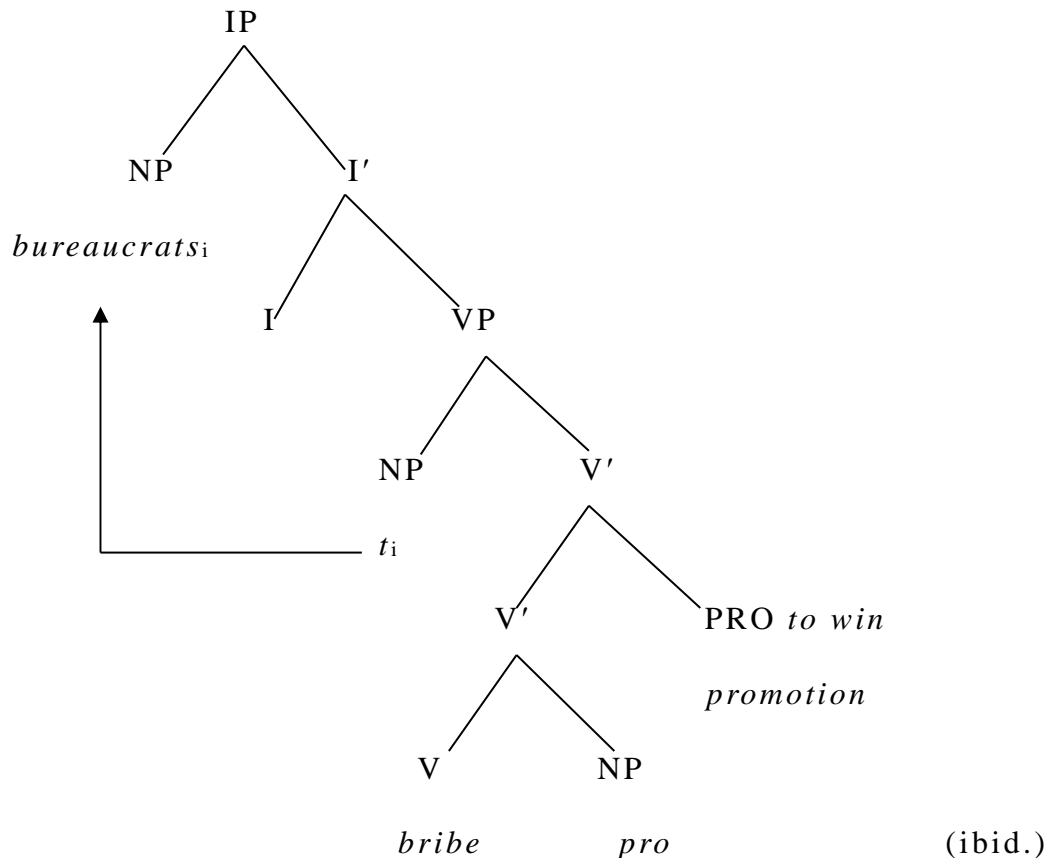 IP
NP I′
bureaucratsi
I VP
NP V′
ti
V′ PRO to win
promotion
V NP
bribe pro (ibid.)